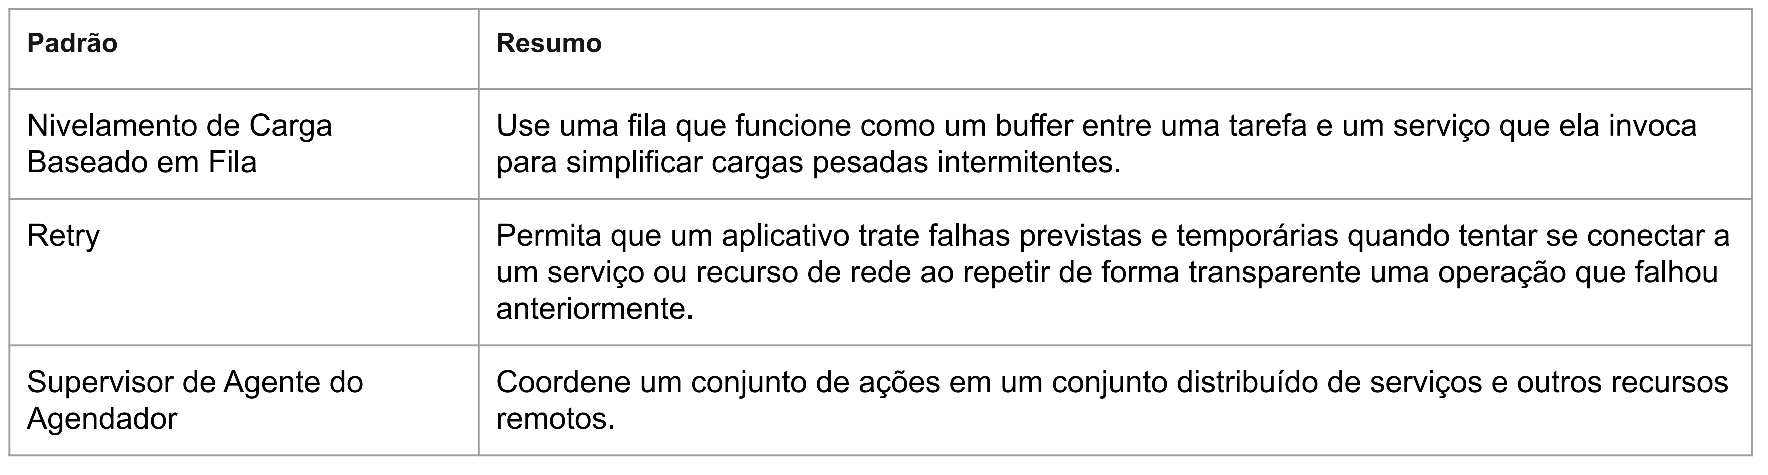 Padrão
Resumo
Nivelamento de Carga
Baseado em Fila
Use uma fila que funcione como um buffer entre uma tarefa e um serviço que ela invoca
para simplificar cargas pesadas intermitentes.
Retry
Permita que um aplicativo trate falhas previstas e temporárias quando tentar se conectar a
um serviço ou recurso de rede ao repetir de forma transparente uma operação que falhou
anteriormente.
Supervisor de Agente do
Agendador
Coordene um conjunto de ações em um conjunto distribuído de serviços e outros recursos
remotos.